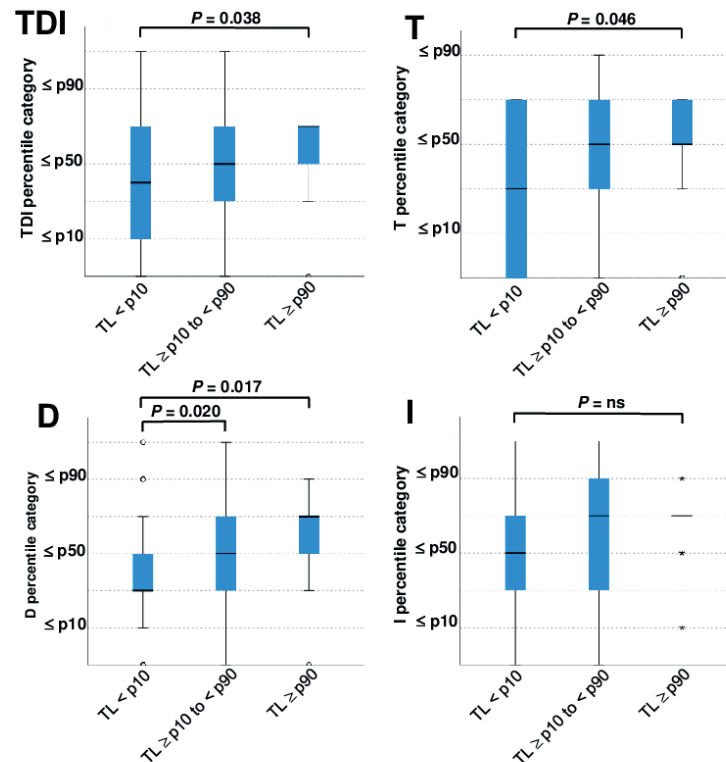 TDI
P = 0.038
TDI percentile category
≤ p90
≤ p50
≤ p10
TL < p10
TL ≥ p10 to < p90
TL ≥ p90
T
P = 0.046
T percentile category
≤ p90
≤ p50
≤ p10
TL < p10
TL ≥ p10 to < p90
TL ≥ p90
D
P = 0.017
P = 0.020
D percentile category
≤ p90
≤ p50
≤ p10
TL < p10
TL ≥ p10 to < p90
TL ≥ p90
I
P = ns
I percentile category
≤ p90
≤ p50
≤ p10
TL < p10
TL ≥ p10 to < p90
TL ≥ p90